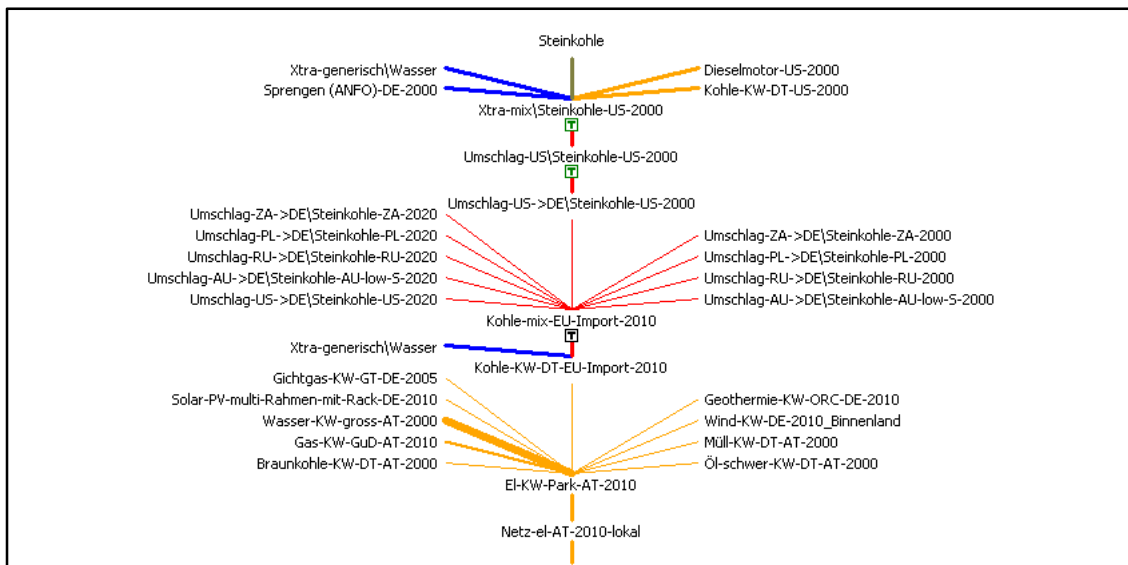 Steinkohle
Xtra-generisch\Wasser
Dieselmotor-US-2000
Sprengen (ANFO)-DE-2000
Kohle-KW-DT-US-2000
Xtra-mix\Steinkohle-US-2000
T
Umschlag-US\Steinkohle-US-2000
T
Umschlag-US->DE\Steinkohle-US-2000
Umschlag-ZA->DE\Steinkohle-ZA-2020
Umschlag-PL->DE\Steinkohle-PL-2020
Umschlag-ZA->DE\Steinkohle-ZA-2000
Umschlag-RU->DE\Steinkohle-RU-2020
Umschlag-PL->DE\Steinkohle-PL-2000
Umschlag-AU->DE\Steinkohle-AU-low-S-2020
Umschlag-RU->DE\Steinkohle-RU-2000
Umschlag-US->DE\Steinkohle-US-2020
Umschlag-AU->DE\Steinkohle-AU-low-S-2000
Kohle-mix-EU-Import-2010
T
Xtra-generisch\Wasser
Kohle-KW-DT-EU-Import-2010
Gichtgas-KW-GT-DE-2005
Solar-PV-multi-Rahmen-mit-Rack-DE-2010
Geothermie-KW-ORC-DE-2010
Wasser-KW-gross-AT-2000
Wind-KW-DE-2010_Binnenland
Gas-KW-GuD-AT-2010
Müll-KW-DT-AT-2000
Braunkohle-KW-DT-AT-2000
Öl-schwer-KW-DT-AT-2000
El-KW-Park-AT-2010
Netz-el-AT-2010-lokal